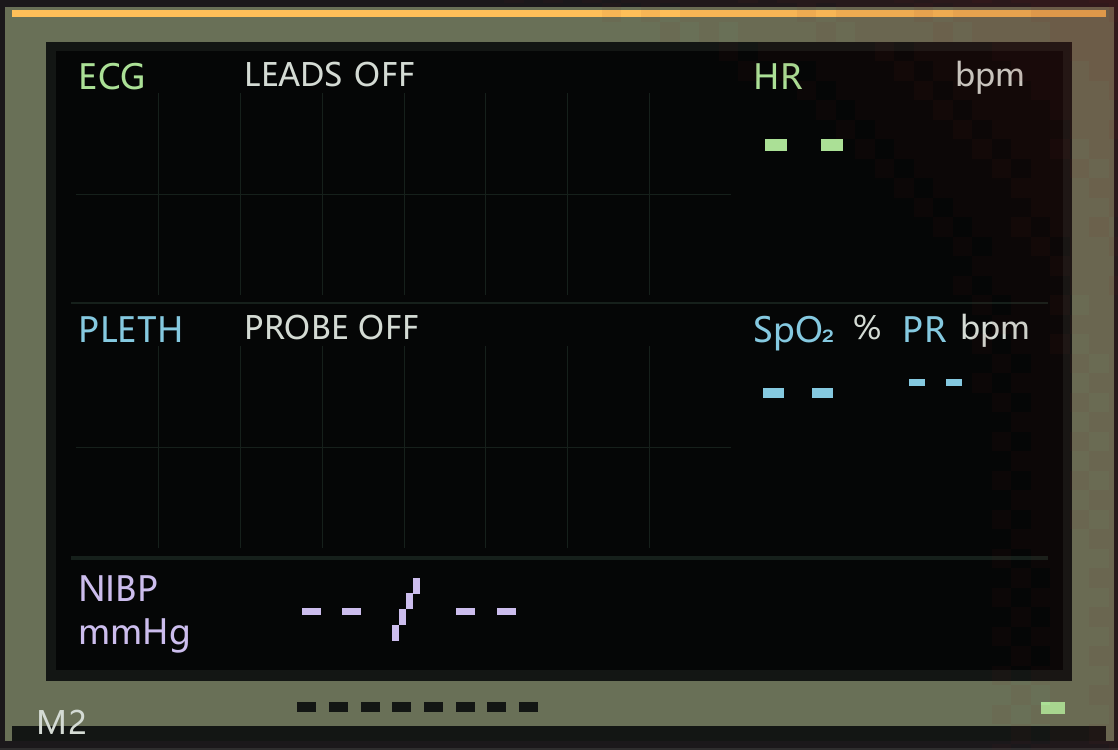 ECG LEADS OFF HR bpm
-- 
PLETH PROBE OFF SpO₂ % PR bpm
-- --
NIBP --/--
mmHg
M2